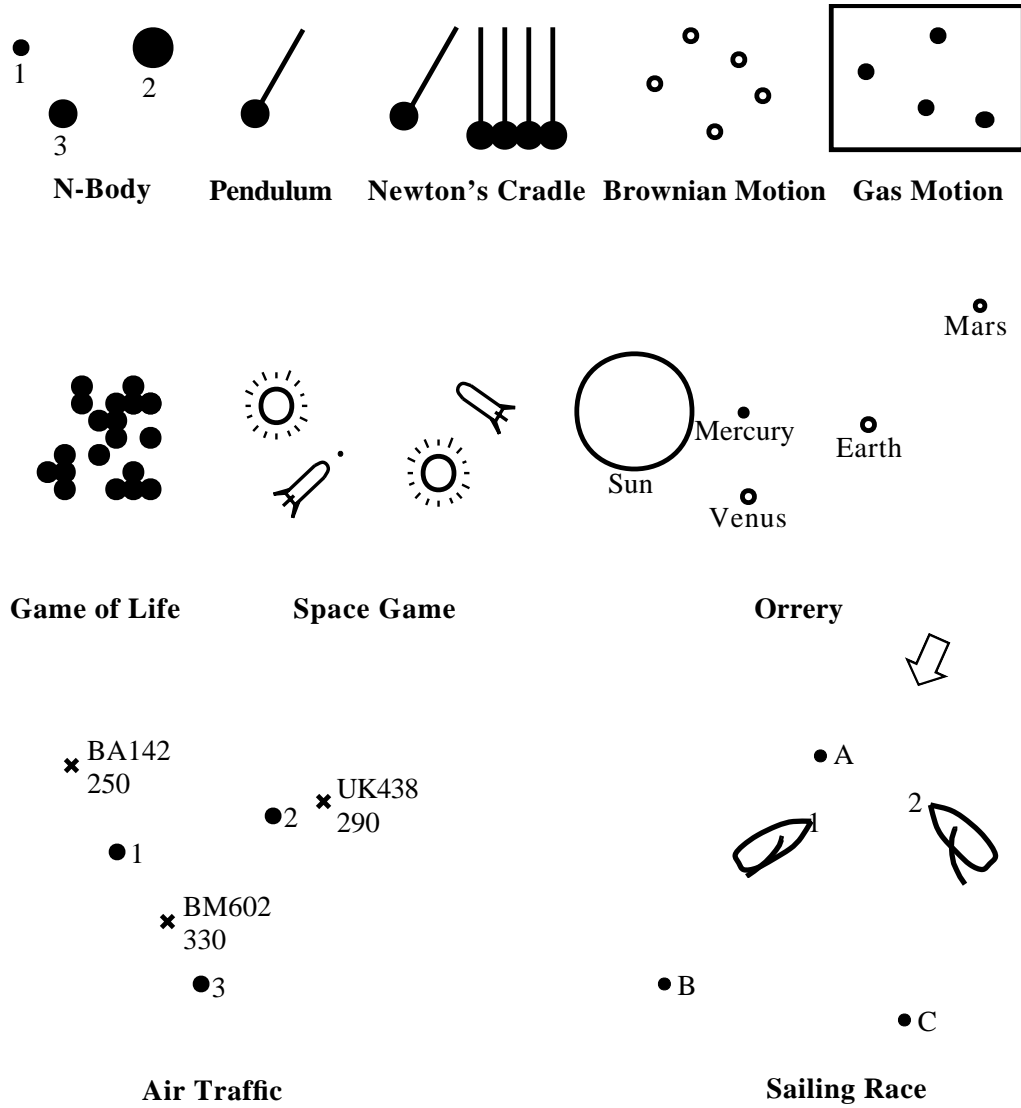 1
2
3
N-Body
Pendulum
Newton's Cradle
Brownian Motion
Gas Motion
Mars
Mercury
Earth
Sun
Venus
Game of Life
Space Game
Orrery
BA142
250
UK438
290
2
1
BM602
330
3
A
1
2
B
C
Air Traffic
Sailing Race